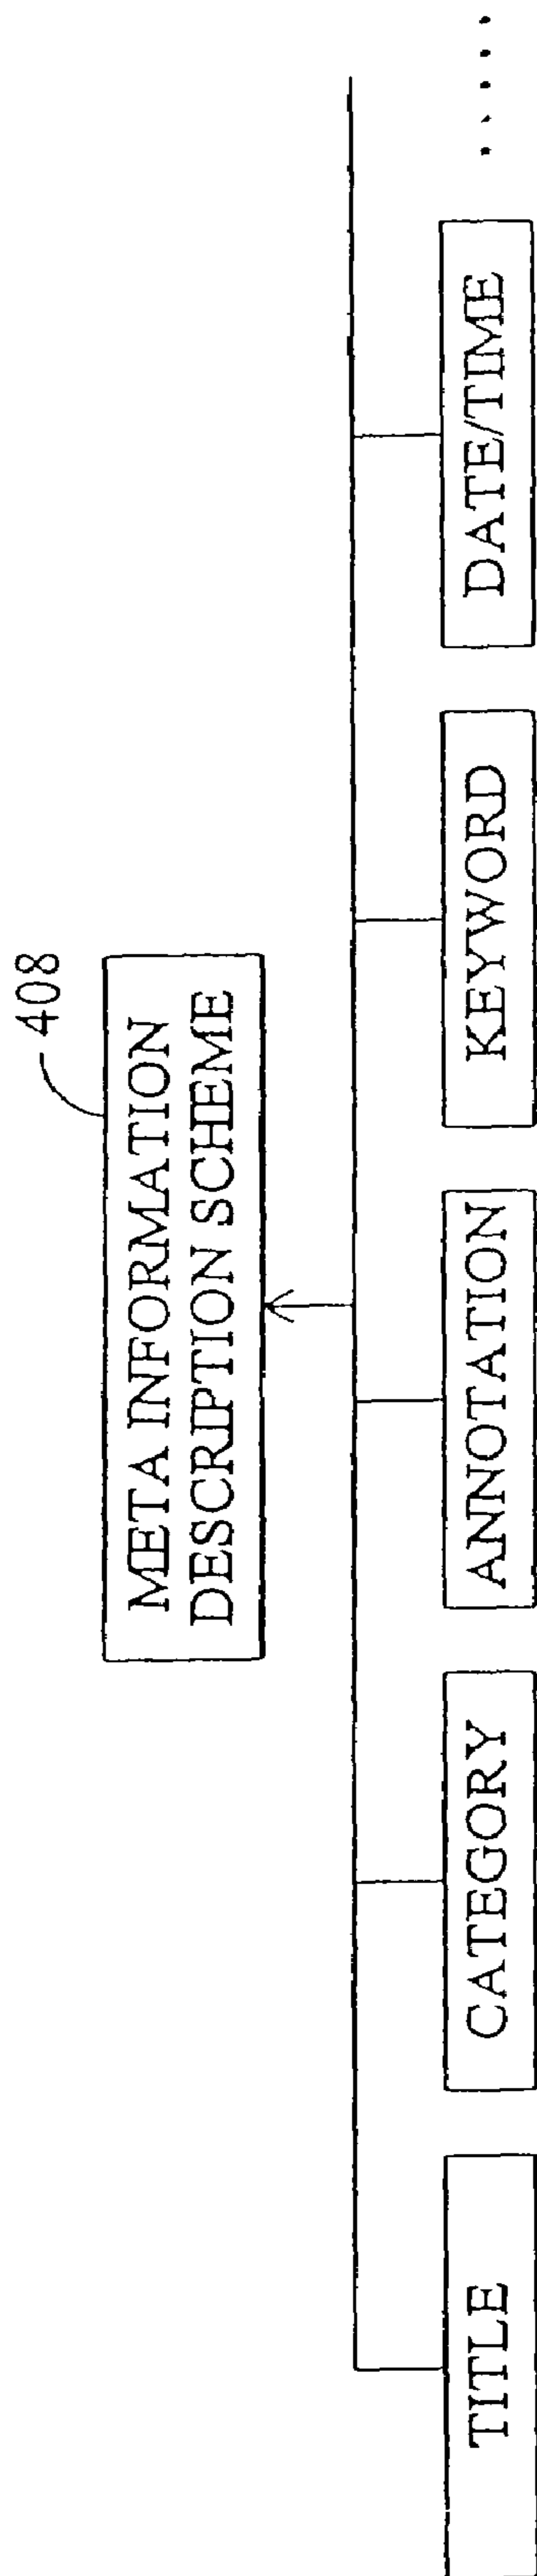 408
META INFORMATION
DESCRIPTION SCHEME
TITLE
CATEGORY
ANNOTATION
KEYWORD
DATE/TIME
.....